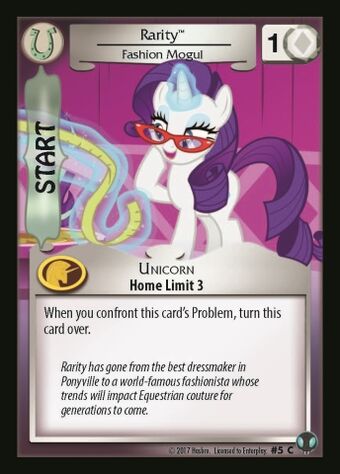 Rarity™
Fashion Mogul
1
START
UNICORN
Home Limit 3
When you confront this card's Problem, turn this
card over.
Rarity has gone from the best dressmaker in
Ponyville to a world-famous fashionista whose
trends will impact Equestrian couture for
generations to come.
© 2017 Hasbro. Licensed to Enterplay. #5 C